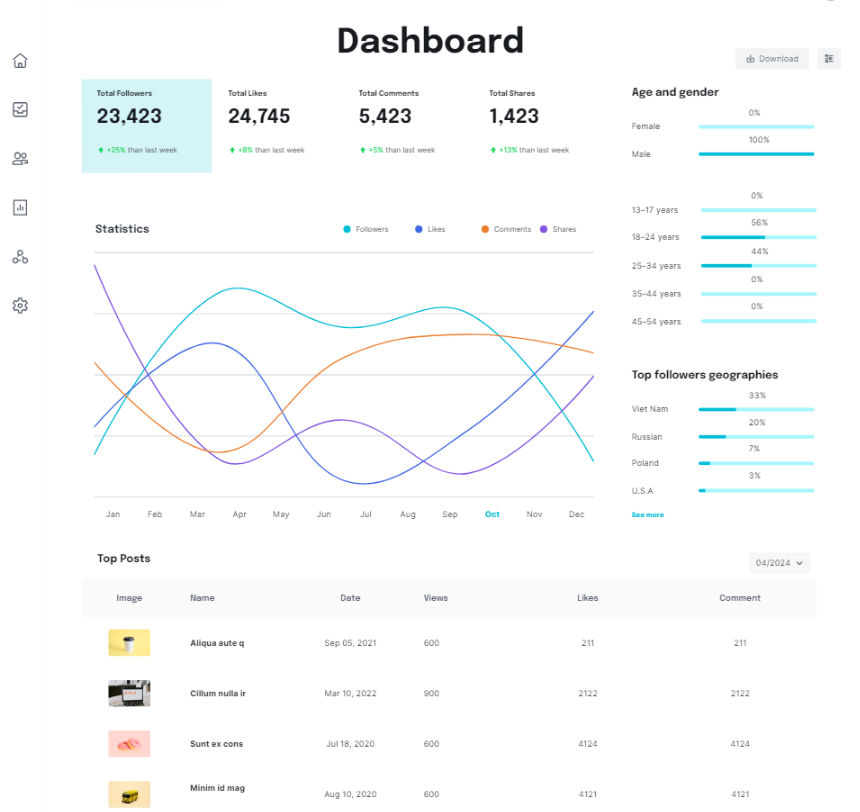 Dashboard
Download
Total Followers
23,423
+25% than last week
Total Likes
24,745
+8% than last week
Total Comments
5,423
+5% than last week
Total Shares
1,423
+13% than last week
Age and gender
0%
Female
100%
Male
0%
13-17 years
56%
18-24 years
44%
25-34 years
0%
35-44 years
0%
45-54 years
Statistics
Followers Likes Comments Shares
Jan Feb Mar Apr May Jun Jul Aug Sep Oct Nov Dec
Top followers geographies
33%
Viet Nam
20%
Russian
7%
Poland
3%
U.S.A
See more
Top Posts
04/2024
Image Name Date Views Likes Comment
Aliqua aute q Sep 05, 2021 600 211 211
Cillum nulla ir Mar 10, 2022 900 2122 2122
Sunt ex cons Jul 18, 2020 600 4124 4124
Minim id mag Aug 10, 2020 600 4121 4121